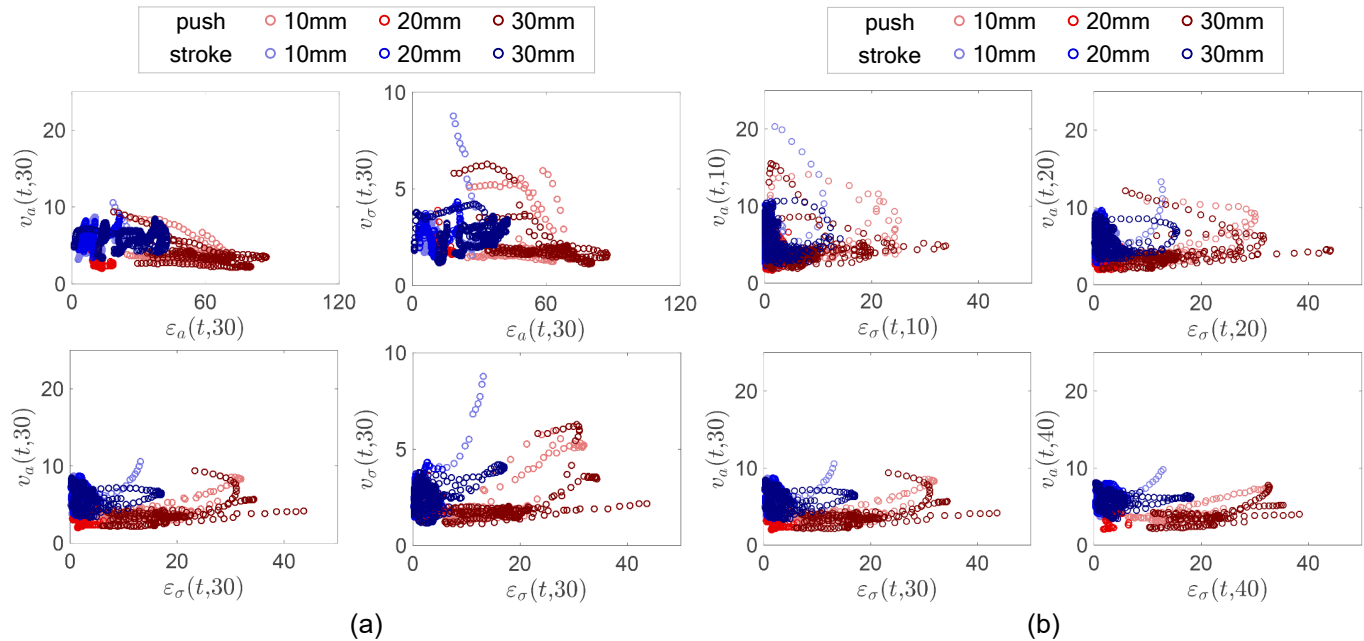 push 10mm 20mm 30mm
stroke 10mm 20mm 30mm
push 10mm 20mm 30mm
stroke 10mm 20mm 30mm
v_a(t,30)
20
10
0
0 60 120
ε_a(t,30)
v_σ(t,30)
10
5
0
0 60 120
ε_a(t,30)
v_a(t,10)
20
10
0
0 20 40
ε_σ(t,10)
v_a(t,20)
20
10
0
0 20 40
ε_σ(t,20)
v_a(t,30)
20
10
0
0 20 40
ε_σ(t,30)
v_σ(t,30)
10
5
0
0 20 40
ε_σ(t,30)
v_a(t,30)
20
10
0
0 20 40
ε_σ(t,30)
v_a(t,40)
20
10
0
0 20 40
ε_σ(t,40)
(a)
(b)